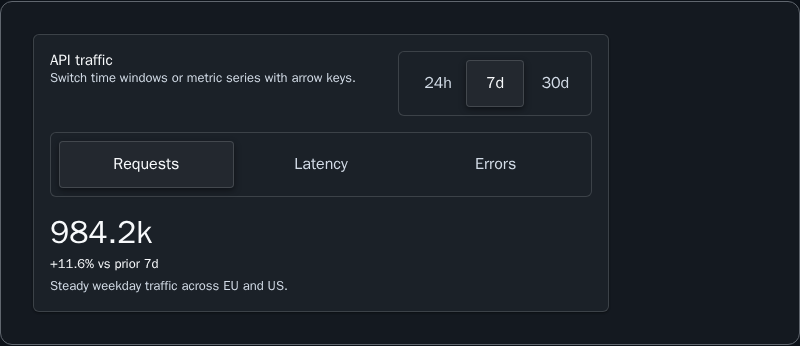 API traffic
Switch time windows or metric series with arrow keys.
24h 7d 30d
Requests Latency Errors
984.2k
+11.6% vs prior 7d
Steady weekday traffic across EU and US.